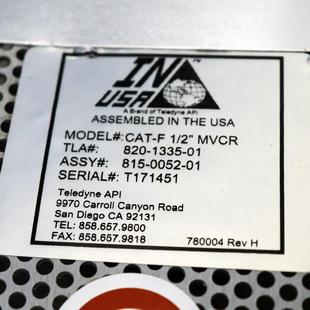 IN
USA
A Brand of Teledyne API
ASSEMBLED IN THE USA
MODEL#: CAT-F 1/2" MVCR
TLA#: 820-1335-01
ASSY#: 815-0052-01
SERIAL#: T171451
Teledyne API
9970 Carroll Canyon Road
San Diego CA 92131
TEL: 858.657.9800
FAX: 858.657.9818
780004 Rev H